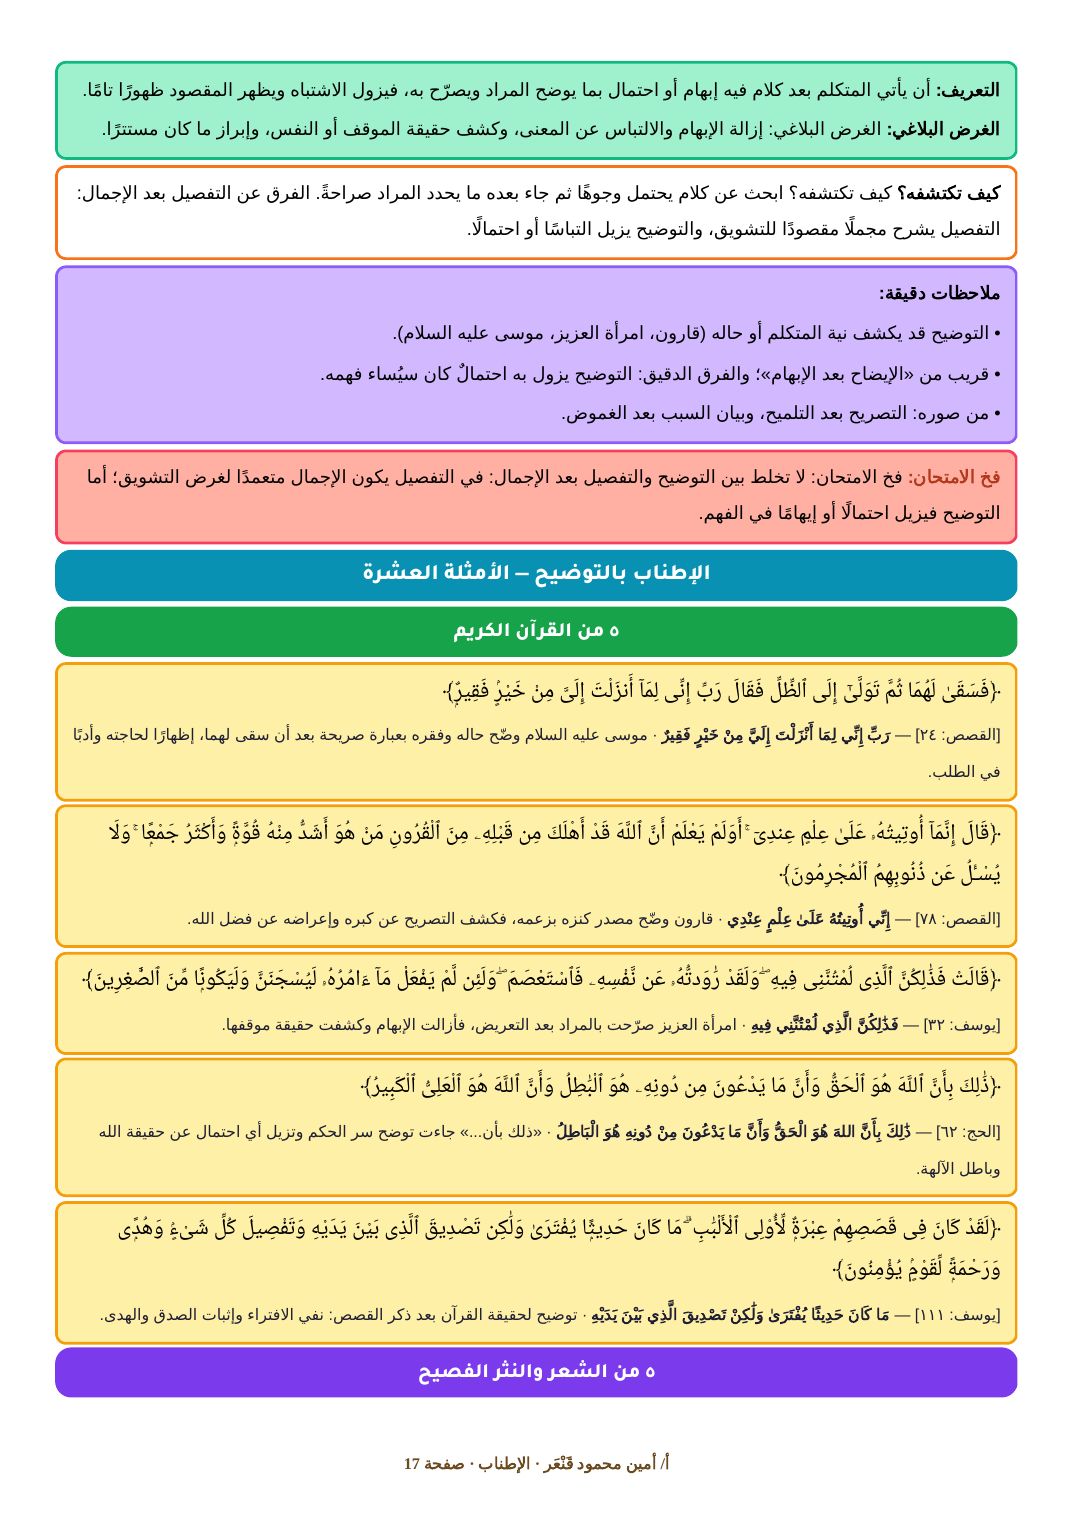 التعريف: أن يأتي المتكلم بعد كلام فيه إبهام أو احتمال بما يوضح المراد ويصرّح به، فيزول الاشتباه ويظهر المقصود ظهورًا تامًا.
الغرض البلاغي: الغرض البلاغي: إزالة الإبهام والالتباس عن المعنى، وكشف حقيقة الموقف أو النفس، وإبراز ما كان مستترًا.
كيف تكتشفه؟ كيف تكتشفه؟ ابحث عن كلام يحتمل وجوهًا ثم جاء بعده ما يحدد المراد صراحةً. الفرق عن التفصيل بعد الإجمال:
التفصيل يشرح مجملًا مقصودًا للتشويق، والتوضيح يزيل التباسًا أو احتمالًا.
ملاحظات دقيقة:
• التوضيح قد يكشف نية المتكلم أو حاله (قارون، امرأة العزيز، موسى عليه السلام).
• قريب من «الإيضاح بعد الإبهام»؛ والفرق الدقيق: التوضيح يزول به احتمالٌ كان سيُساء فهمه.
• من صوره: التصريح بعد التلميح، وبيان السبب بعد الغموض.
فخ الامتحان: فخ الامتحان: لا تخلط بين التوضيح والتفصيل بعد الإجمال: في التفصيل يكون الإجمال متعمدًا لغرض التشويق؛ أما
التوضيح فيزيل احتمالًا أو إيهامًا في الفهم.
الإطناب بالتوضيح – الأمثلة العشرة
٥ من القرآن الكريم
﴿فَسَقَىٰ لَهُمَا ثُمَّ تَوَلَّىٰٓ إِلَى ٱلظِّلِّ فَقَالَ رَبِّ إِنِّى لِمَآ أَنزَلْتَ إِلَىَّ مِنْ خَيْرٍۢ فَقِيرٌۭ﴾
[القصص: ٢٤] — رَبِّ إِنِّي لِمَا أَنْزَلْتَ إِلَيَّ مِنْ خَيْرٍ فَقِيرٌ · موسى عليه السلام وضّح حاله وفقره بعبارة صريحة بعد أن سقى لهما، إظهارًا لحاجته وأدبًا
في الطلب.
﴿قَالَ إِنَّمَآ أُوتِيتُهُۥ عَلَىٰ عِلْمٍ عِندِىٓ ۚ أَوَلَمْ يَعْلَمْ أَنَّ ٱللَّهَ قَدْ أَهْلَكَ مِن قَبْلِهِۦ مِنَ ٱلْقُرُونِ مَنْ هُوَ أَشَدُّ مِنْهُ قُوَّةًۭ وَأَكْثَرُ جَمْعًۭا ۚ وَلَا
يُسْـَٔلُ عَن ذُنُوبِهِمُ ٱلْمُجْرِمُونَ﴾
[القصص: ٧٨] — إِنِّي أُوتِيتُهُ عَلَىٰ عِلْمٍ عِنْدِي · قارون وضّح مصدر كنزه بزعمه، فكشف التصريح عن كبره وإعراضه عن فضل الله.
﴿قَالَتْ فَذَٰلِكُنَّ ٱلَّذِى لُمْتُنَّنِى فِيهِ ۖ وَلَقَدْ رَٰوَدتُّهُۥ عَن نَّفْسِهِۦ فَٱسْتَعْصَمَ ۖ وَلَئِن لَّمْ يَفْعَلْ مَآ ءَامُرُهُۥ لَيُسْجَنَنَّ وَلَيَكُونًۭا مِّنَ ٱلصَّٰغِرِينَ﴾
[يوسف: ٣٢] — فَذَٰلِكُنَّ الَّذِي لُمْتُنَّنِي فِيهِ · امرأة العزيز صرّحت بالمراد بعد التعريض، فأزالت الإبهام وكشفت حقيقة موقفها.
﴿ذَٰلِكَ بِأَنَّ ٱللَّهَ هُوَ ٱلْحَقُّ وَأَنَّ مَا يَدْعُونَ مِن دُونِهِۦ هُوَ ٱلْبَٰطِلُ وَأَنَّ ٱللَّهَ هُوَ ٱلْعَلِىُّ ٱلْكَبِيرُ﴾
[الحج: ٦٢] — ذَٰلِكَ بِأَنَّ اللهَ هُوَ الْحَقُّ وَأَنَّ مَا يَدْعُونَ مِنْ دُونِهِ هُوَ الْبَاطِلُ · «ذلك بأن...» جاءت توضح سر الحكم وتزيل أي احتمال عن حقيقة الله
وباطل الآلهة.
﴿لَقَدْ كَانَ فِى قَصَصِهِمْ عِبْرَةٌۭ لِّأُو۟لِى ٱلْأَلْبَٰبِ ۗ مَا كَانَ حَدِيثًۭا يُفْتَرَىٰ وَلَٰكِن تَصْدِيقَ ٱلَّذِى بَيْنَ يَدَيْهِ وَتَفْصِيلَ كُلِّ شَىْءٍۢ وَهُدًۭى
وَرَحْمَةًۭ لِّقَوْمٍۢ يُؤْمِنُونَ﴾
[يوسف: ١١١] — مَا كَانَ حَدِيثًا يُفْتَرَىٰ وَلَٰكِنْ تَصْدِيقَ الَّذِي بَيْنَ يَدَيْهِ · توضيح لحقيقة القرآن بعد ذكر القصص: نفي الافتراء وإثبات الصدق والهدى.
٥ من الشعر والنثر الفصيح
أ/ أمين محمود قَنْعَر · الإطناب · صفحة 17